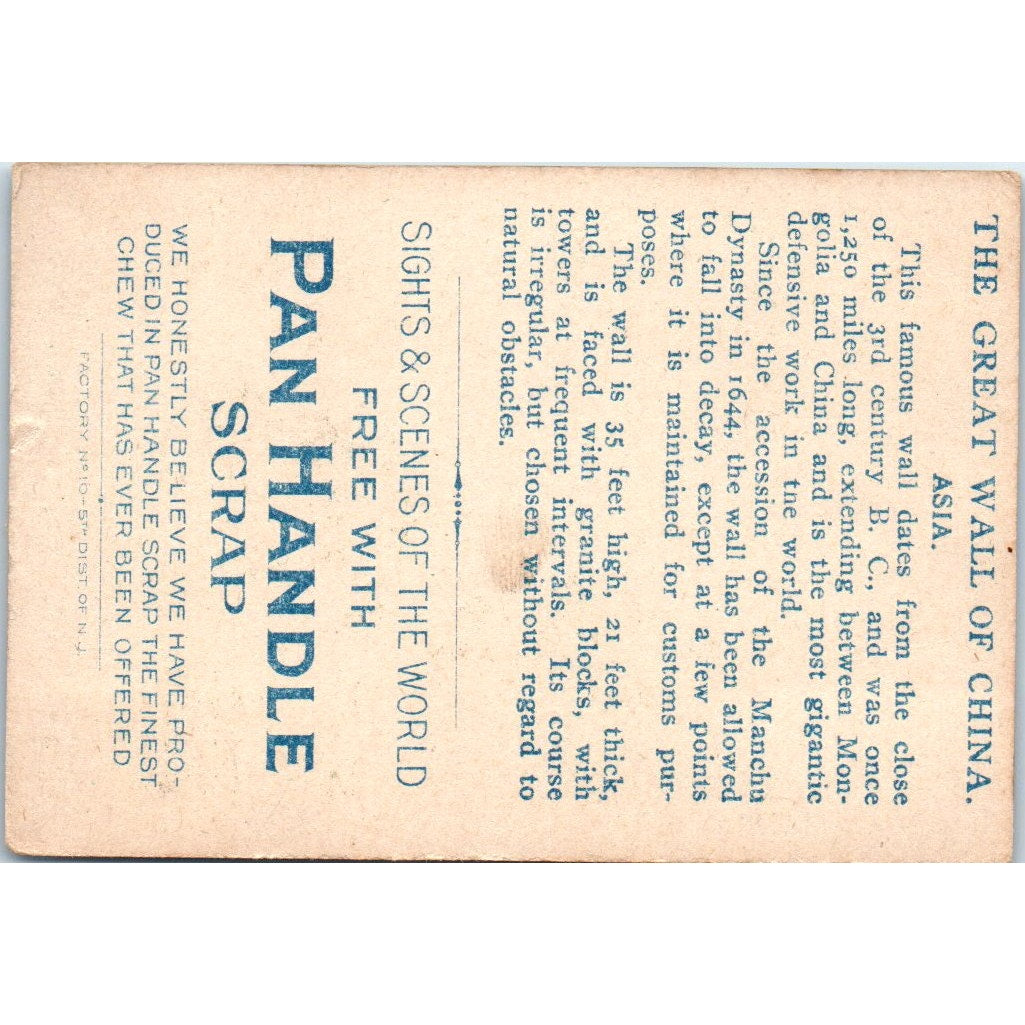 THE GREAT WALL OF CHINA.
ASIA.
This famous wall dates from the close
of the 3rd century B. C., and was once
1,250 miles long, extending between Mon-
golia and China and is the most gigantic
defensive work in the world.
Since the accession of the Manchu
Dynasty in 1644, the wall has been allowed
to fall into decay, except at a few points
where it is maintained for customs pur-
poses.
The wall is 35 feet high, 21 feet thick,
and is faced with granite blocks, with
towers at frequent intervals. Its course
is irregular, but chosen without regard to
natural obstacles.
SIGHTS & SCENES OF THE WORLD
FREE WITH
PAN HANDLE
SCRAP
WE HONESTLY BELIEVE WE HAVE PRO-
DUCED IN PAN HANDLE SCRAP THE FINEST
CHEW THAT HAS EVER BEEN OFFERED
FACTORY Nº 15-5TH DIST OF N.J.